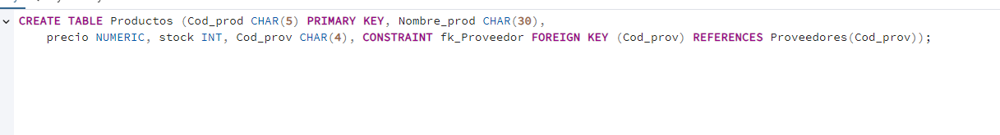 CREATE TABLE Productos (Cod_prod CHAR(5) PRIMARY KEY, Nombre_prod CHAR(30),
precio NUMERIC, stock INT, Cod_prov CHAR(4), CONSTRAINT fk_Proveedor FOREIGN KEY (Cod_prov) REFERENCES Proveedores(Cod_prov));